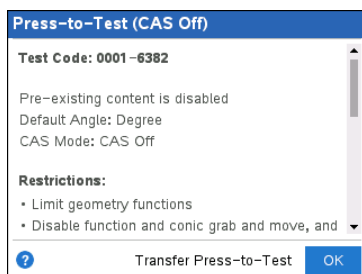 Press-to-Test (CAS Off)
Test Code: 0001-6382
Pre-existing content is disabled
Default Angle: Degree
CAS Mode: CAS Off
Restrictions:
• Limit geometry functions
• Disable function and conic grab and move, and
? Transfer Press-to-Test OK